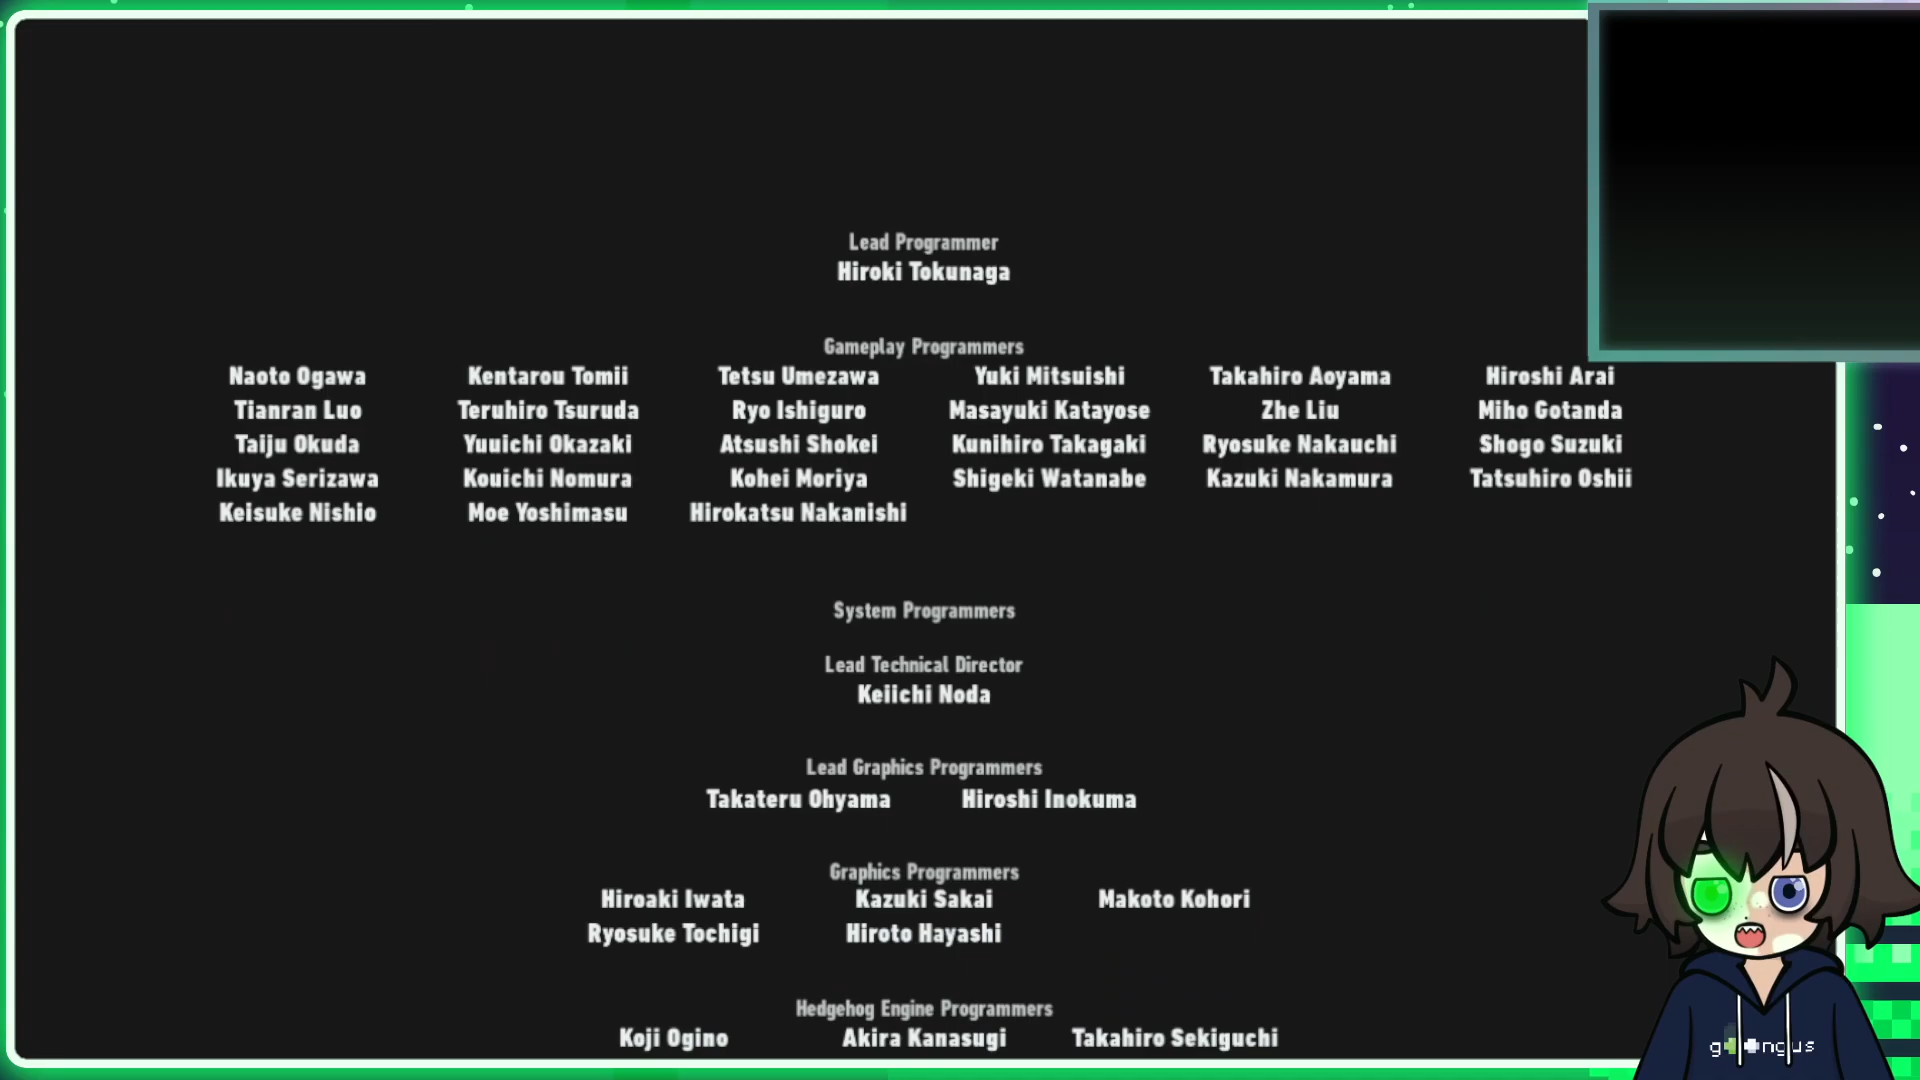 Lead Programmer
Hiroki Tokunaga
Gameplay Programmers
Naoto Ogawa Kentarou Tomii Tetsu Umezawa Yuki Mitsuishi Takahiro Aoyama Hiroshi Arai
Tianran Luo Teruhiro Tsuruda Ryo Ishiguro Masayuki Katayose Zhe Liu Miho Gotanda
Taiju Okuda Yuuichi Okazaki Atsushi Shokei Kunihiro Takagaki Ryosuke Nakauchi Shogo Suzuki
Ikuya Serizawa Kouichi Nomura Kohei Moriya Shigeki Watanabe Kazuki Nakamura Tatsuhiro Oshii
Keisuke Nishio Moe Yoshimasu Hirokatsu Nakanishi
System Programmers
Lead Technical Director
Keiichi Noda
Lead Graphics Programmers
Takateru Ohyama Hiroshi Inokuma
Graphics Programmers
Hiroaki Iwata Kazuki Sakai Makoto Kohori
Ryosuke Tochigi Hiroto Hayashi
Hedgehog Engine Programmers
Koji Ogino Akira Kanasugi Takahiro Sekiguchi